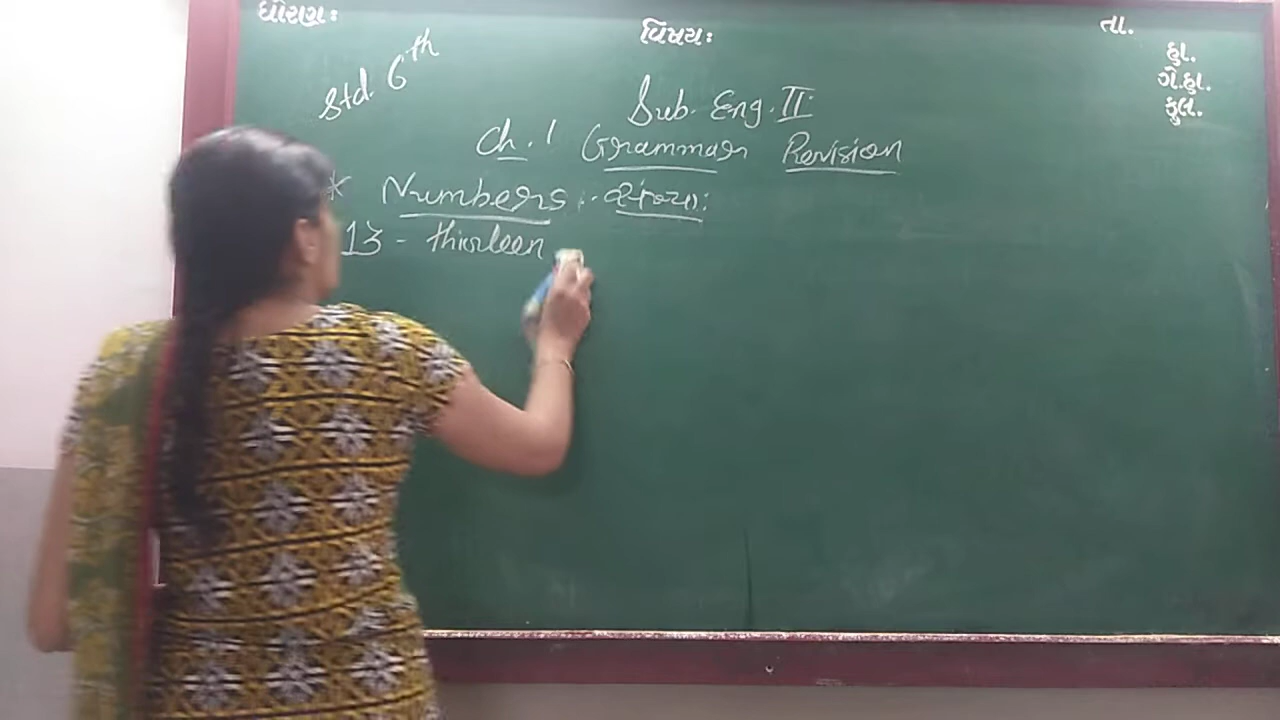 ધોરણ: વિષય: તા.
હા.
ગે.હા.
કુલ.
Std. 6th
Sub. Eng. II
Ch. 1 Grammar Revision
* Numbers :- સંખ્યા:
13 - thirteen